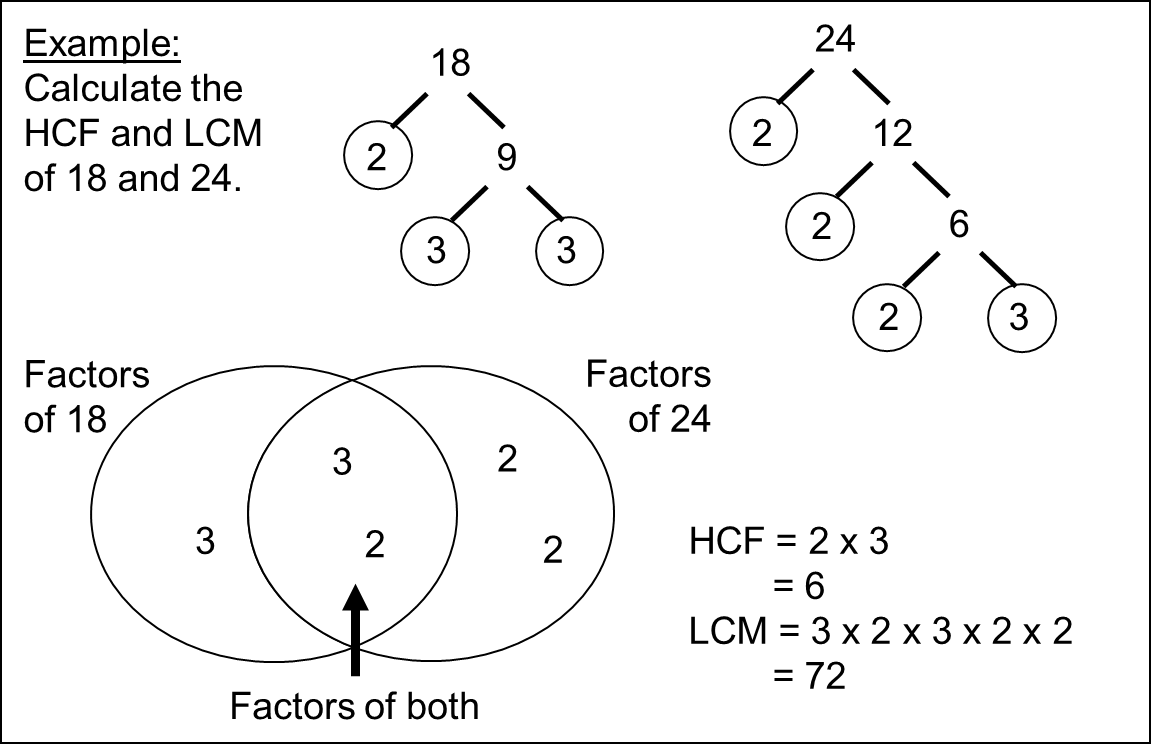 Example:
Calculate the
HCF and LCM
of 18 and 24.
18
2
9
3
3
24
2
12
2
6
2
3
Factors
of 18
Factors
of 24
3
3
2
2
2
Factors of both
HCF = 2 x 3
= 6
LCM = 3 x 2 x 3 x 2 x 2
= 72